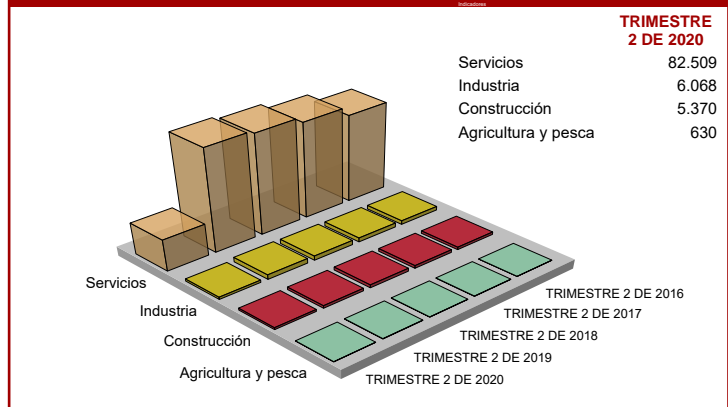 Indicadores
TRIMESTRE
2 DE 2020
Servicios 82.509
Industria 6.068
Construcción 5.370
Agricultura y pesca 630
Servicios
Industria
Construcción
Agricultura y pesca
TRIMESTRE 2 DE 2016
TRIMESTRE 2 DE 2017
TRIMESTRE 2 DE 2018
TRIMESTRE 2 DE 2019
TRIMESTRE 2 DE 2020